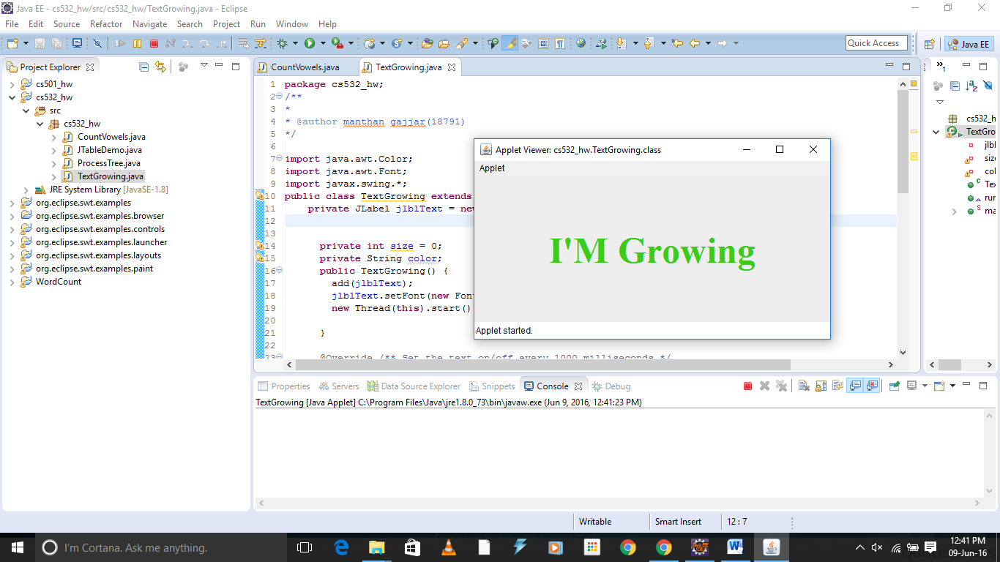 Java EE - cs532_hw/src/cs532_hw/TextGrowing.java - Eclipse
File Edit Source Refactor Navigate Search Project Run Window Help
Quick Access
Java EE
Project Explorer
cs501_hw
cs532_hw
src
cs532_hw
CountVowels.java
JTableDemo.java
ProcessTree.java
TextGrowing.java
JRE System Library [JavaSE-1.8]
org.eclipse.swt.examples
org.eclipse.swt.examples.browser
org.eclipse.swt.examples.controls
org.eclipse.swt.examples.launcher
org.eclipse.swt.examples.layouts
org.eclipse.swt.examples.paint
WordCount
CountVowels.java TextGrowing.java
1 package cs532_hw;
2 /**
3 *
4 * @author manthan gajjar(18791)
5 */
6
7 import java.awt.Color;
8 import java.awt.Font;
9 import javax.swing.*;
10 public class TextGrowing extends
11 private JLabel jlblText = new
12
13
14 private int size = 0;
15 private String color;
16 public TextGrowing() {
17 add(jlblText);
18 jlblText.setFont(new Fon
19 new Thread(this).start()
20
21 }
22
23 @Override /** Set the text on/off every 1000 milliseconds */
Applet Viewer: cs532_hw.TextGrowing.class
Applet
I'M Growing
Applet started.
1
cs532_h
TextGro
jlbl
size
col
Tex
rur
ma
Properties Servers Data Source Explorer Snippets Console Debug
TextGrowing [Java Applet] C:\Program Files\Java\jre1.8.0_73\bin\javaw.exe (Jun 9, 2016, 12:41:23 PM)
Writable Smart Insert 12 : 7
I'm Cortana. Ask me anything.
12:41 PM
09-Jun-16